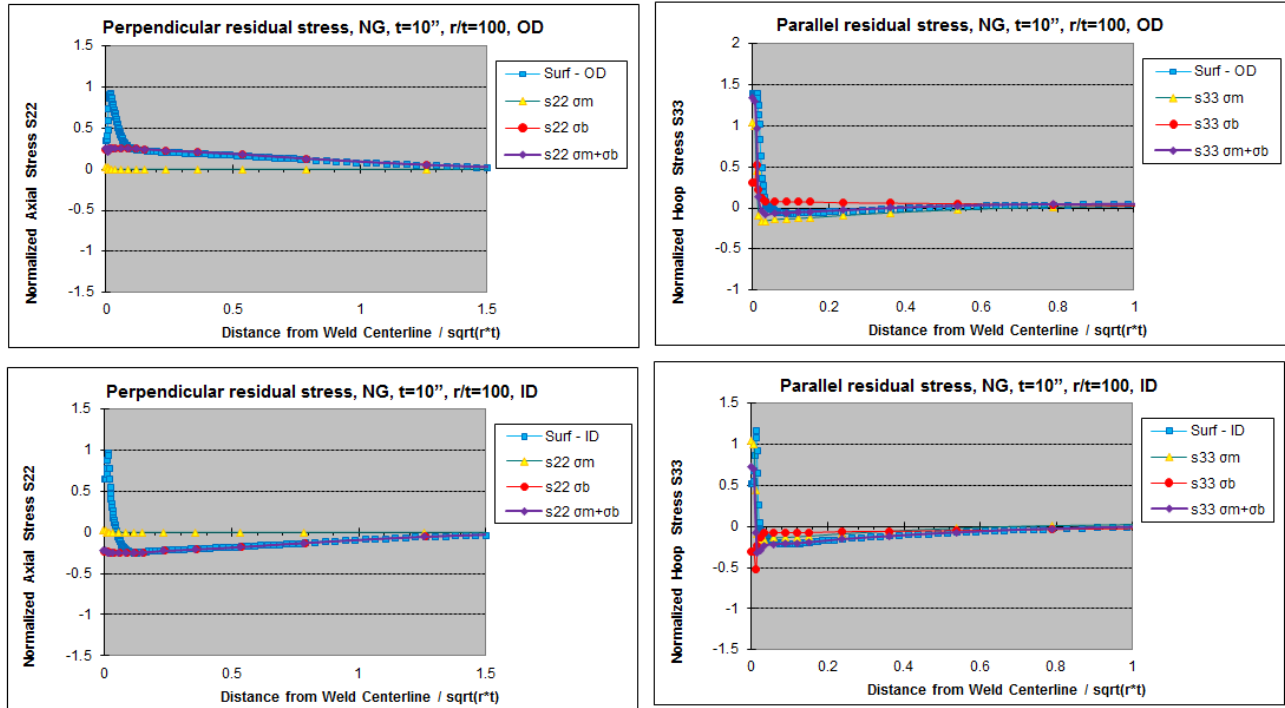 Perpendicular residual stress, NG, t=10”, r/t=100, OD
Normalized Axial Stress S22
1.5
1
0.5
0
-0.5
-1
-1.5
0
0.5
1
1.5
Distance from Weld Centerline / sqrt(r*t)
Surf - OD
s22 σm
s22 σb
s22 σm+σb
Parallel residual stress, NG, t=10”, r/t=100, OD
Normalized Hoop Stress S33
2
1.5
1
0.5
0
-0.5
-1
0
0.2
0.4
0.6
0.8
1
Distance from Weld Centerline / sqrt(r*t)
Surf - OD
s33 σm
s33 σb
s33 σm+σb
Perpendicular residual stress, NG, t=10”, r/t=100, ID
Normalized Axial Stress S22
1.5
1
0.5
0
-0.5
-1
-1.5
0
0.5
1
1.5
Distance from Weld Centerline / sqrt(r*t)
Surf - ID
s22 σm
s22 σb
s22 σm+σb
Parallel residual stress, NG, t=10”, r/t=100, ID
Normalized Hoop Stress S33
1.5
1
0.5
0
-0.5
-1
-1.5
0
0.2
0.4
0.6
0.8
1
Distance from Weld Centerline / sqrt(r*t)
Surf - ID
s33 σm
s33 σb
s33 σm+σb